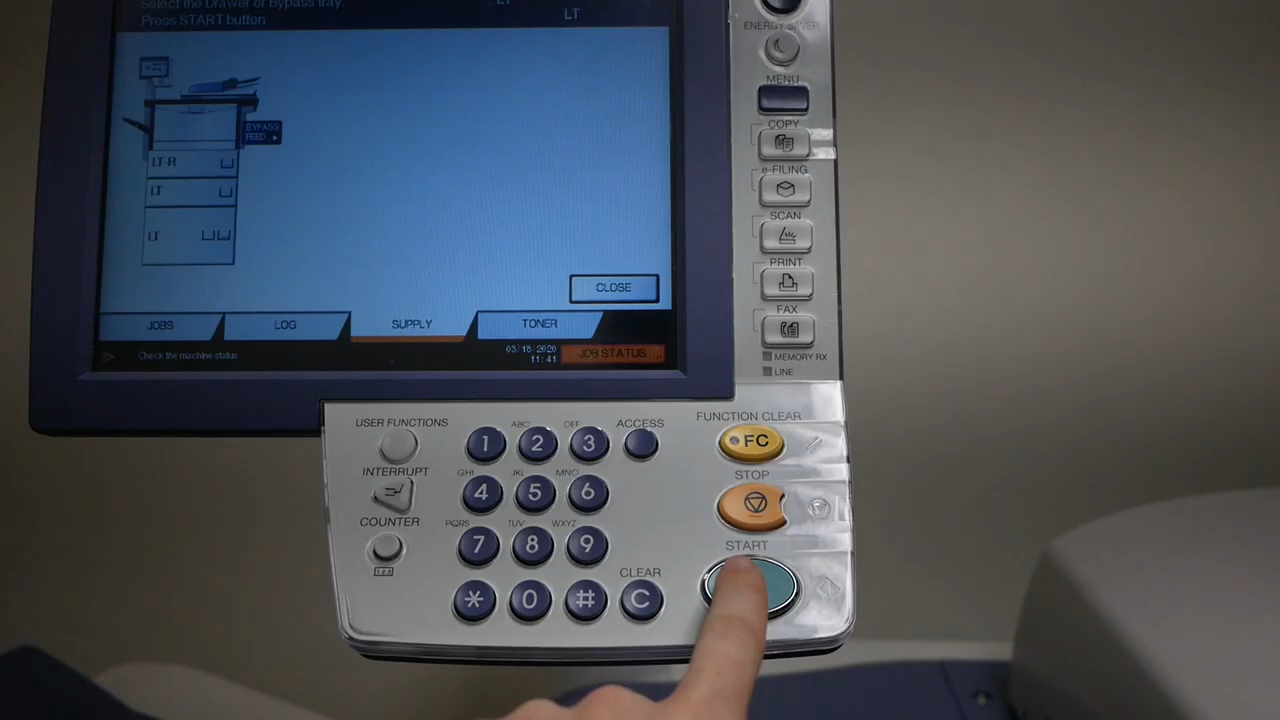 Select the Drawer or Bypass tray.
Press START button
LT
LT
BYPASS
FEED
LT-R
LT
LT
CLOSE
JOBS
LOG
SUPPLY
TONER
Check the machine status
03/18/2020
11:41
JOB STATUS
ENERGY SAVER
MENU
COPY
e-FILING
SCAN
PRINT
FAX
MEMORY RX
LINE
USER FUNCTIONS
INTERRUPT
COUNTER
123
1
ABC
2
DEF
3
ACCESS
GHI
4
JKL
5
MNO
6
PQRS
7
TUV
8
WXYZ
9
*
0
#
CLEAR
C
FUNCTION CLEAR
FC
STOP
START